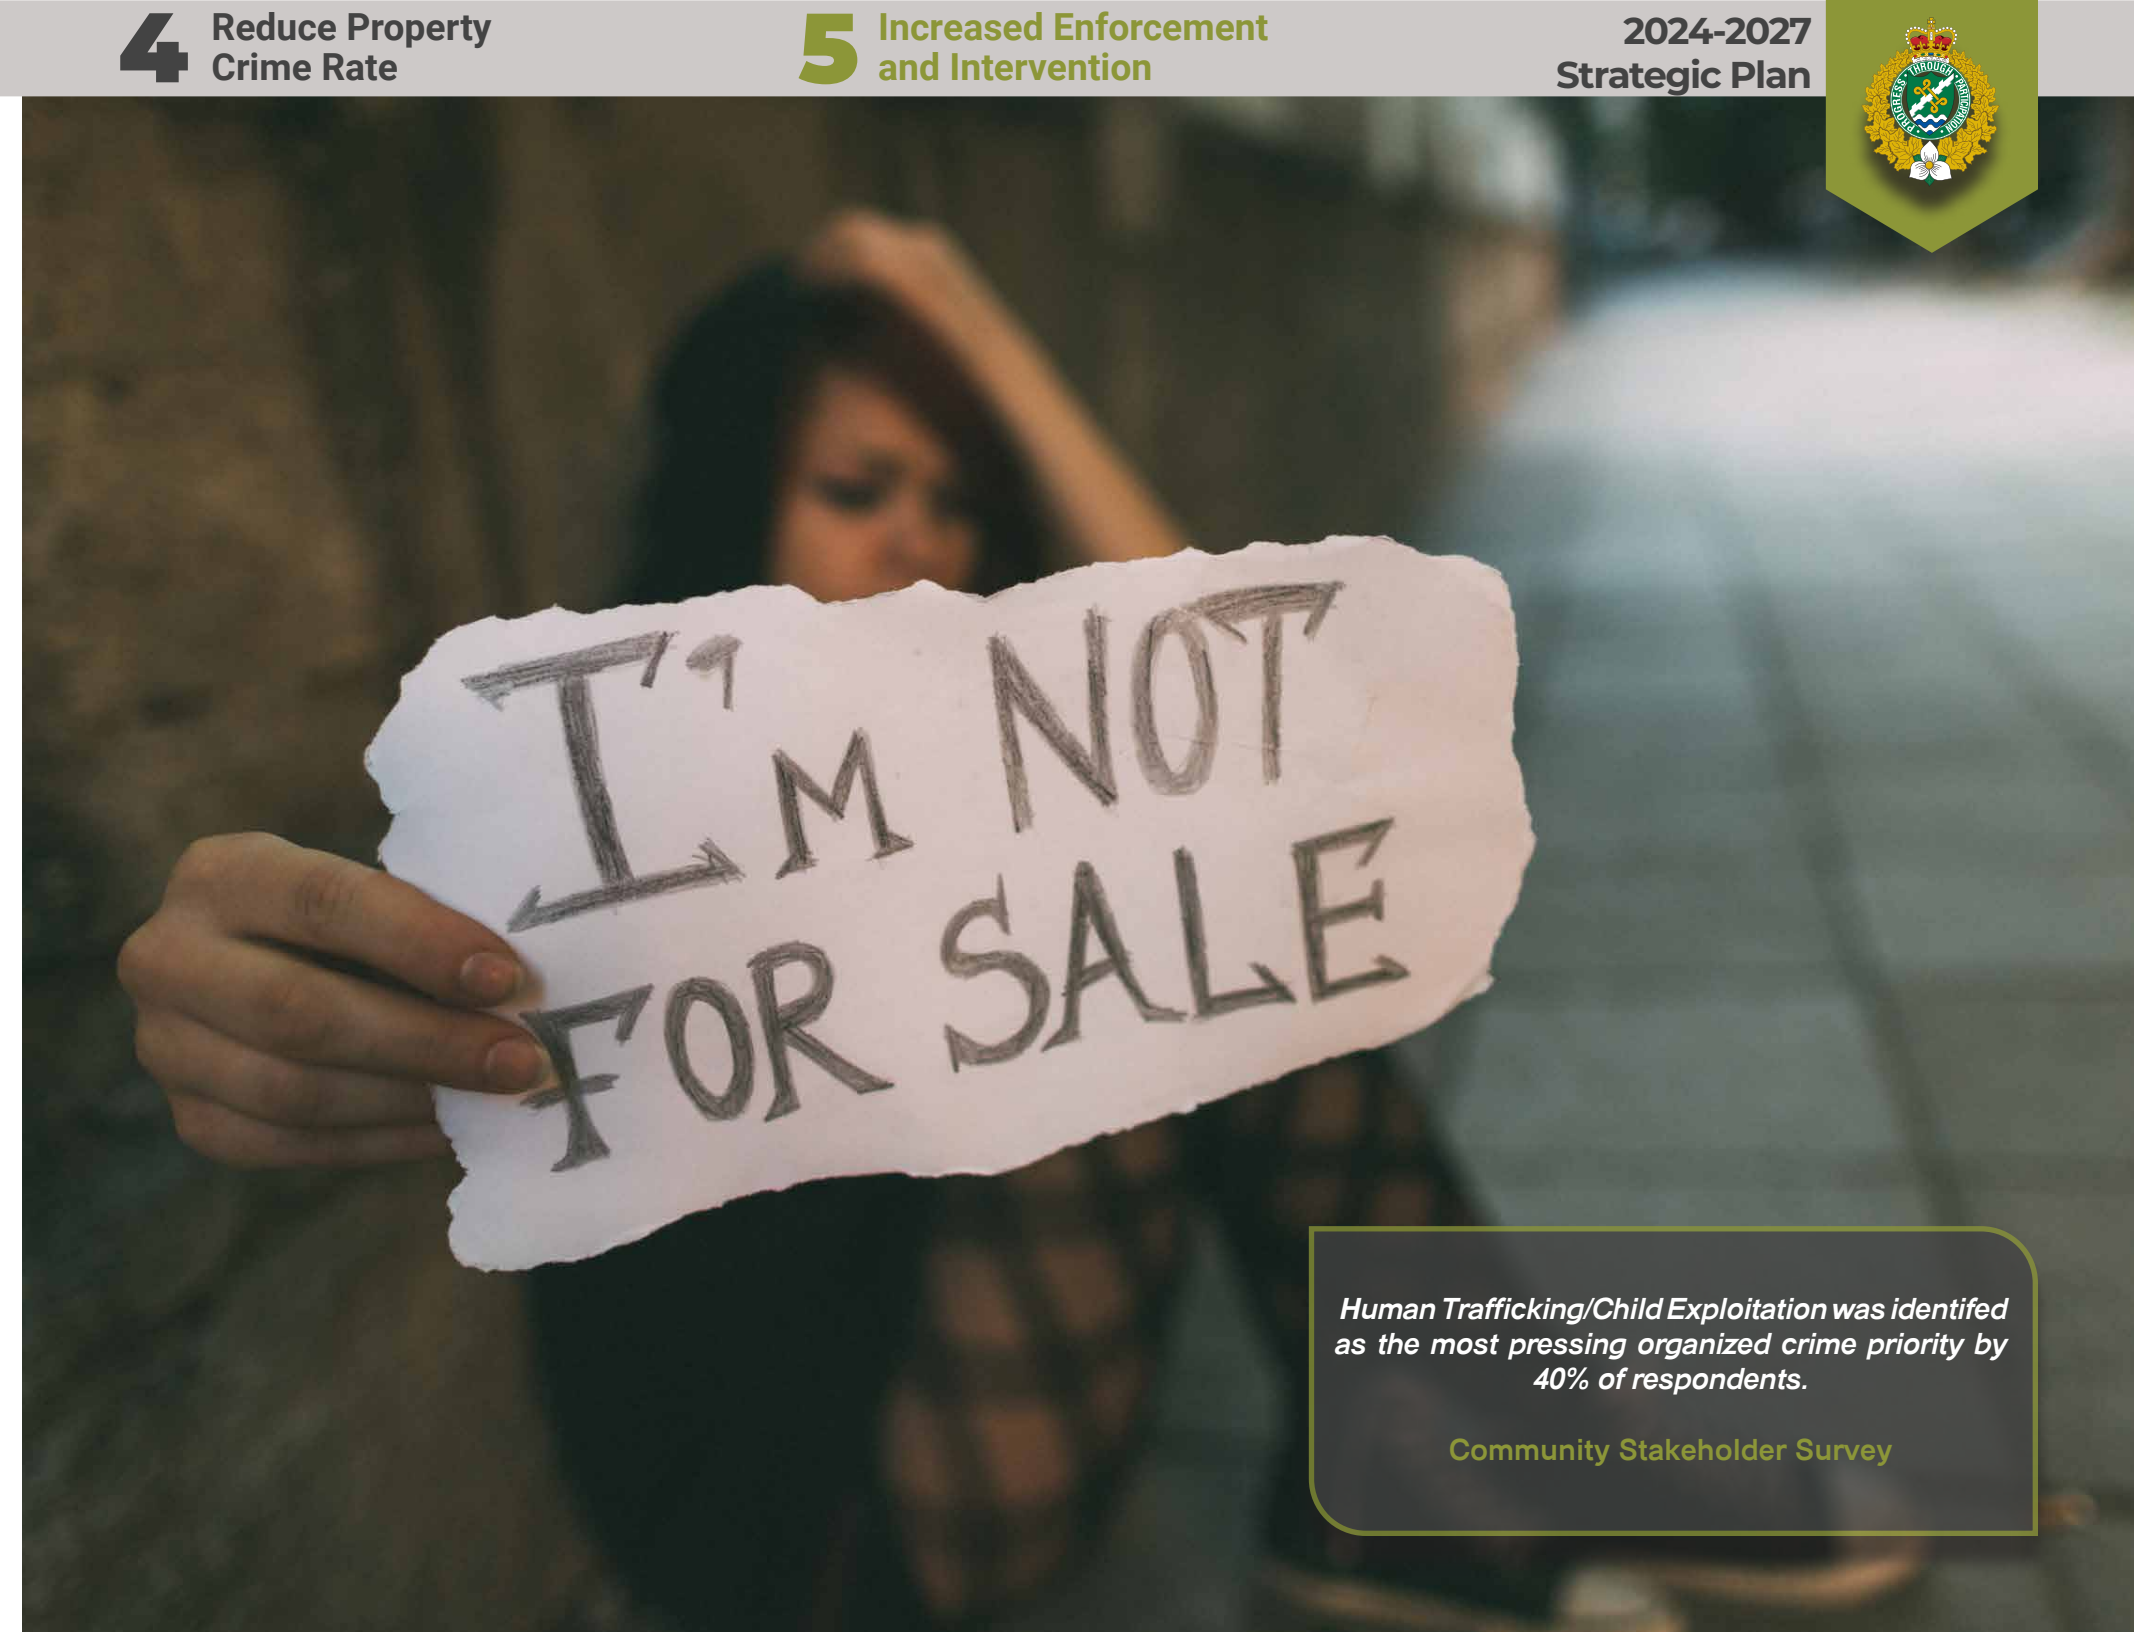 4 Reduce Property
Crime Rate
5 Increased Enforcement
and Intervention
2024-2027
Strategic Plan
PROGRESS THROUGH PARTICIPATION
I'M NOT
FOR SALE
Human Trafficking/Child Exploitation was identifed
as the most pressing organized crime priority by
40% of respondents.
Community Stakeholder Survey